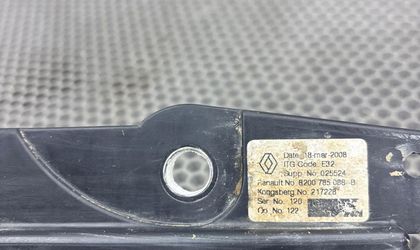 Date. 18-mar-2008
ITG Code. E32
Supp. No. 025524
Renault No. 8200 785 088-B
Kongsberg No. 217228
Ser. No. 120
Op. No. 122